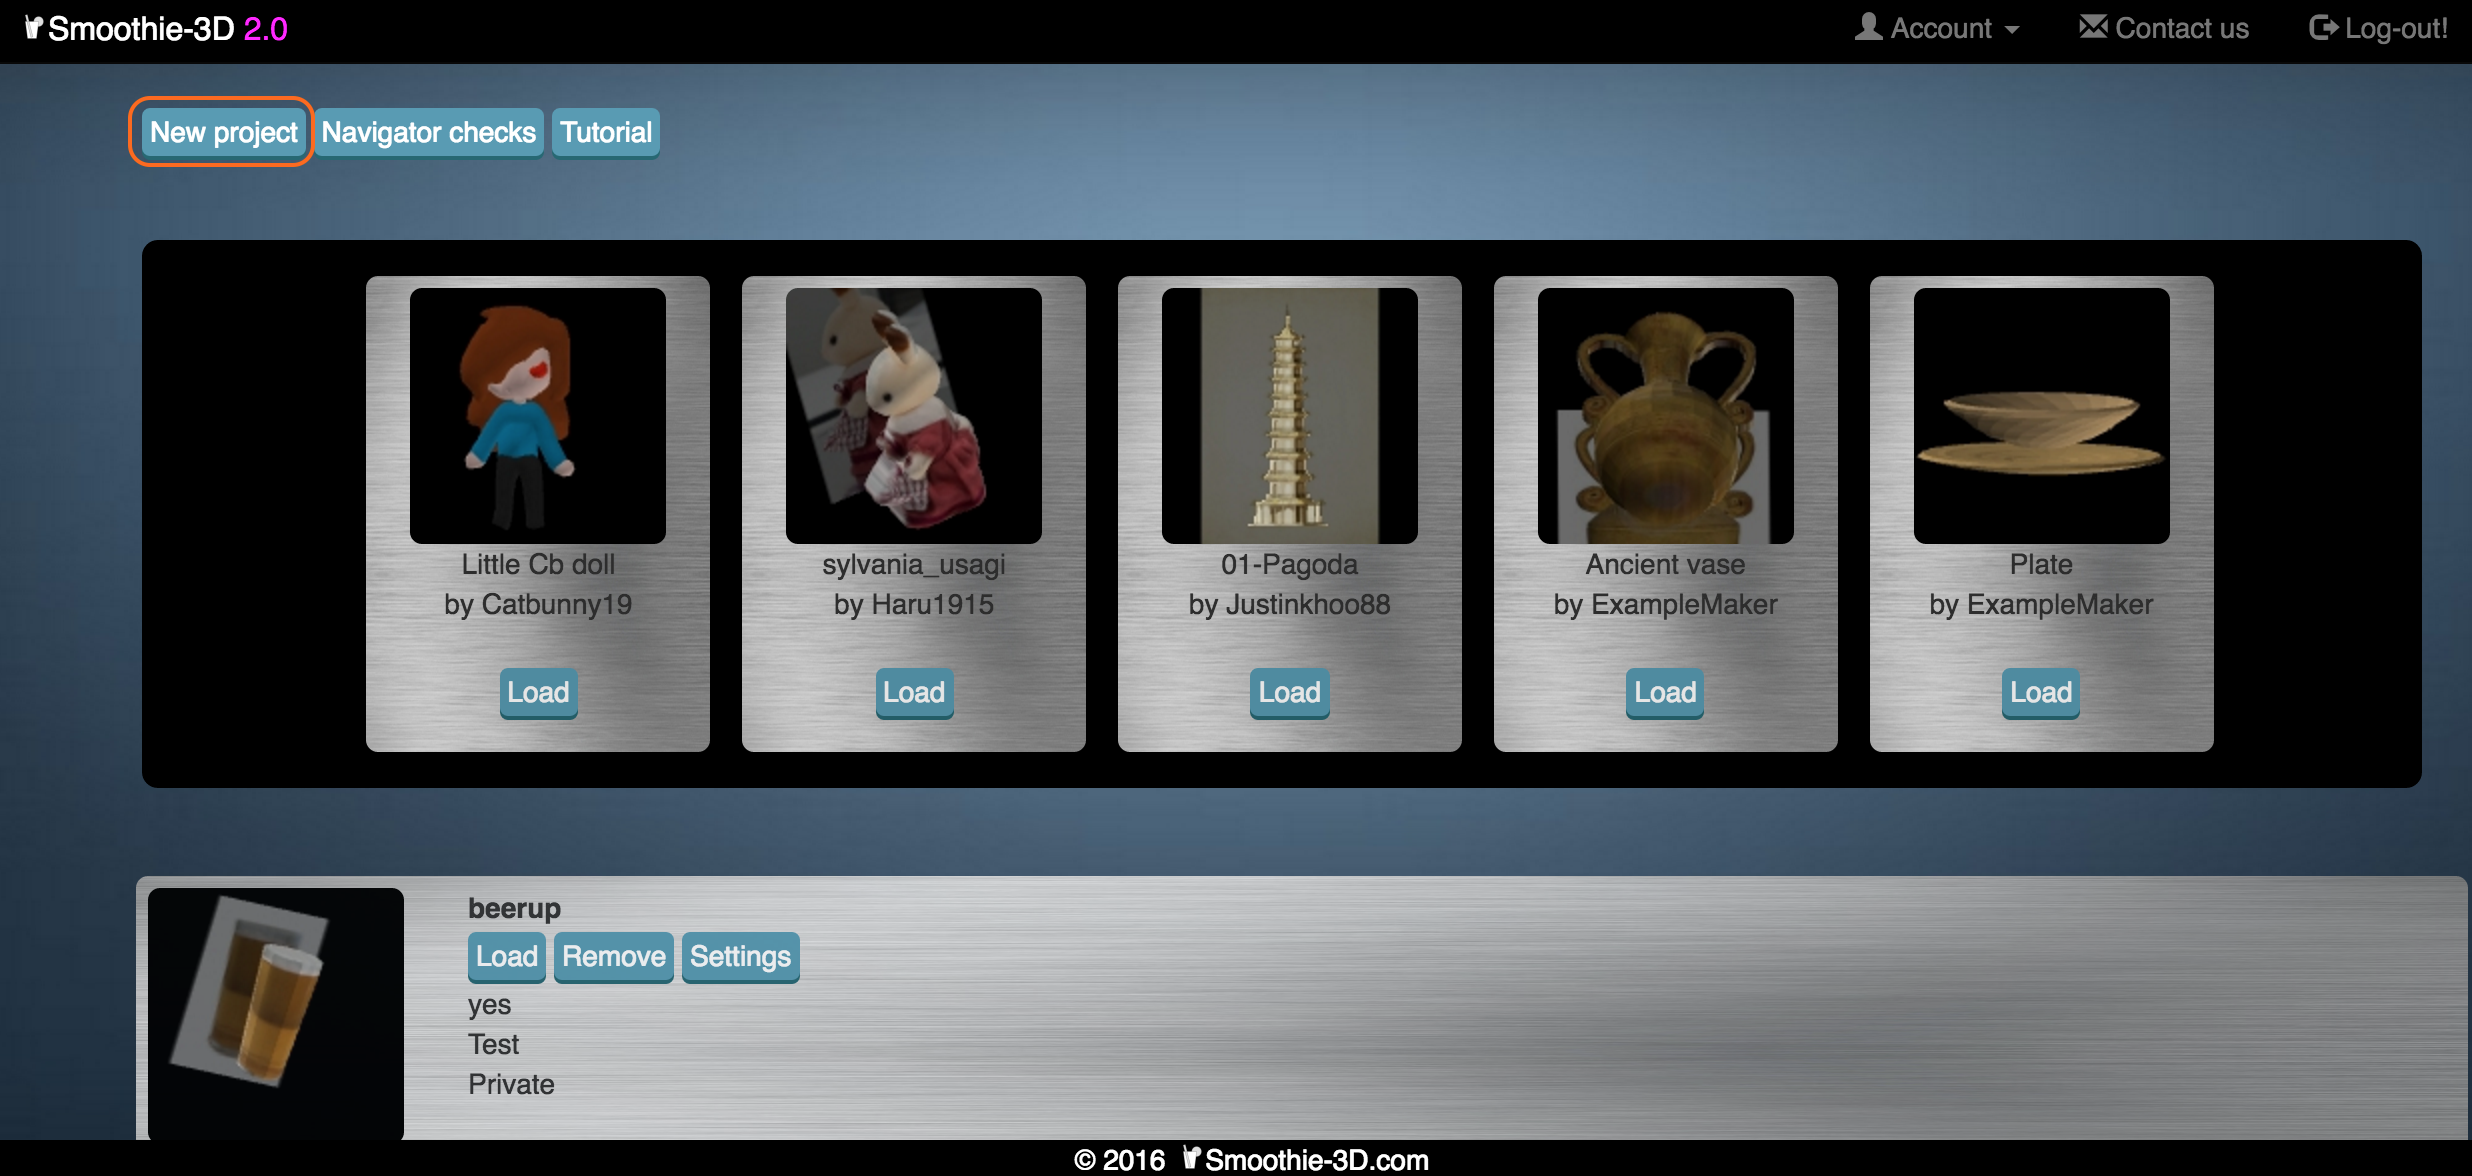 Smoothie-3D 2.0
Account
Contact us
Log-out!
New project
Navigator checks
Tutorial
Little Cb doll
by Catbunny19
Load
sylvania_usagi
by Haru1915
Load
01-Pagoda
by Justinkhoo88
Load
Ancient vase
by ExampleMaker
Load
Plate
by ExampleMaker
Load
beerup
Load Remove Settings
yes
Test
Private
© 2016 Smoothie-3D.com